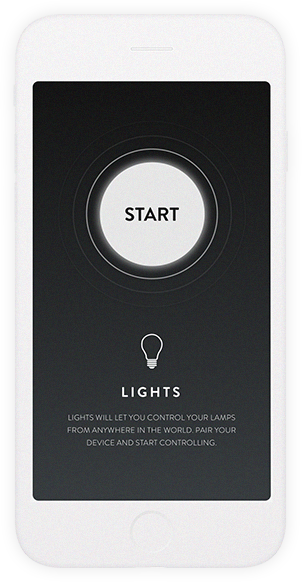 START
LIGHTS
LIGHTS WILL LET YOU CONTROL YOUR LAMPS
FROM ANYWHERE IN THE WORLD. PAIR YOUR
DEVICE AND START CONTROLLING.